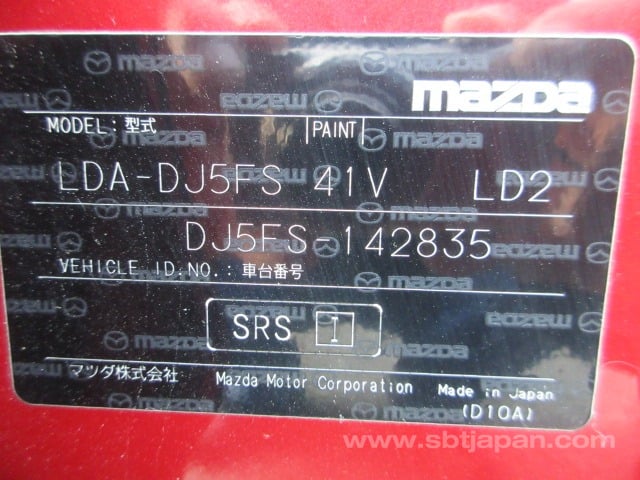 mazda
MODEL: 型式 PAINT
LDA-DJ5FS 41V LD2
DJ5FS 142835
VEHICLE ID.NO.: 車台番号
SRS I
マツダ株式会社 Mazda Motor Corporation Made in Japan
(D10A)
www.sbtjapan.com